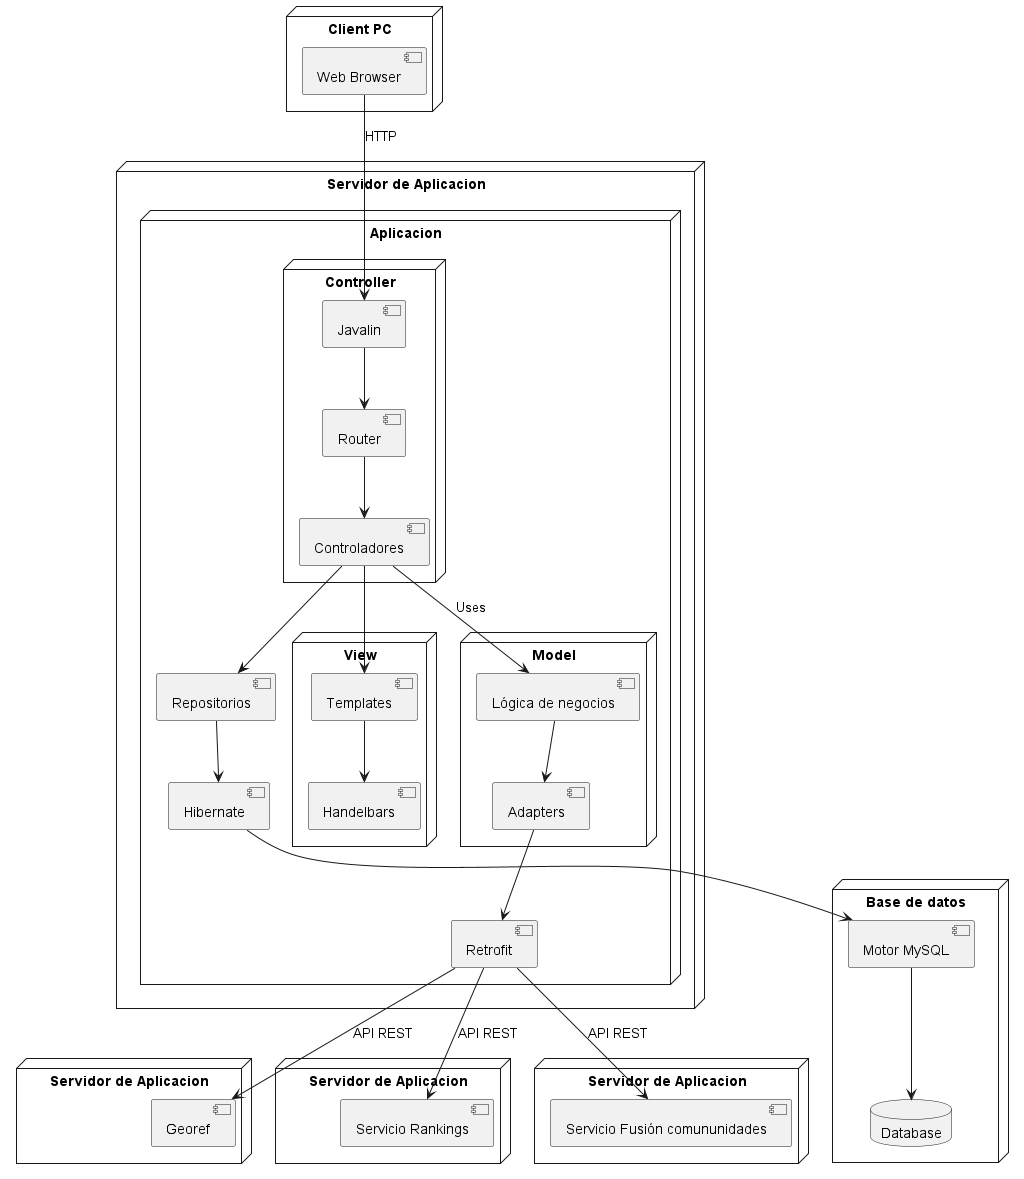 Client PC
Web Browser
HTTP
Servidor de Aplicacion
Aplicacion
Controller
Javalin
Router
Controladores
Uses
View
Model
Repositorios
Templates
Lógica de negocios
Hibernate
Handelbars
Adapters
Base de datos
Retrofit
Motor MySQL
API REST
API REST
API REST
Servidor de Aplicacion
Servidor de Aplicacion
Servidor de Aplicacion
Georef
Servicio Rankings
Servicio Fusión comununidades
Database